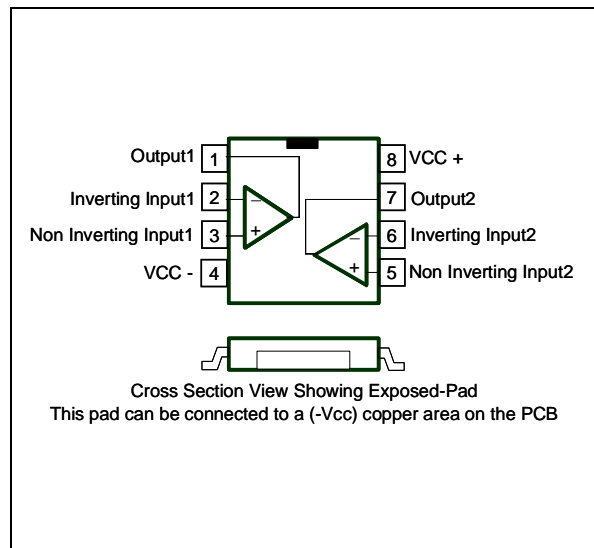 Output1
1
8
VCC +
Inverting Input1
2
−
7
Output2
Non Inverting Input1
3
+
−
6
Inverting Input2
VCC -
4
+
5
Non Inverting Input2
Cross Section View Showing Exposed-Pad
This pad can be connected to a (-Vcc) copper area on the PCB